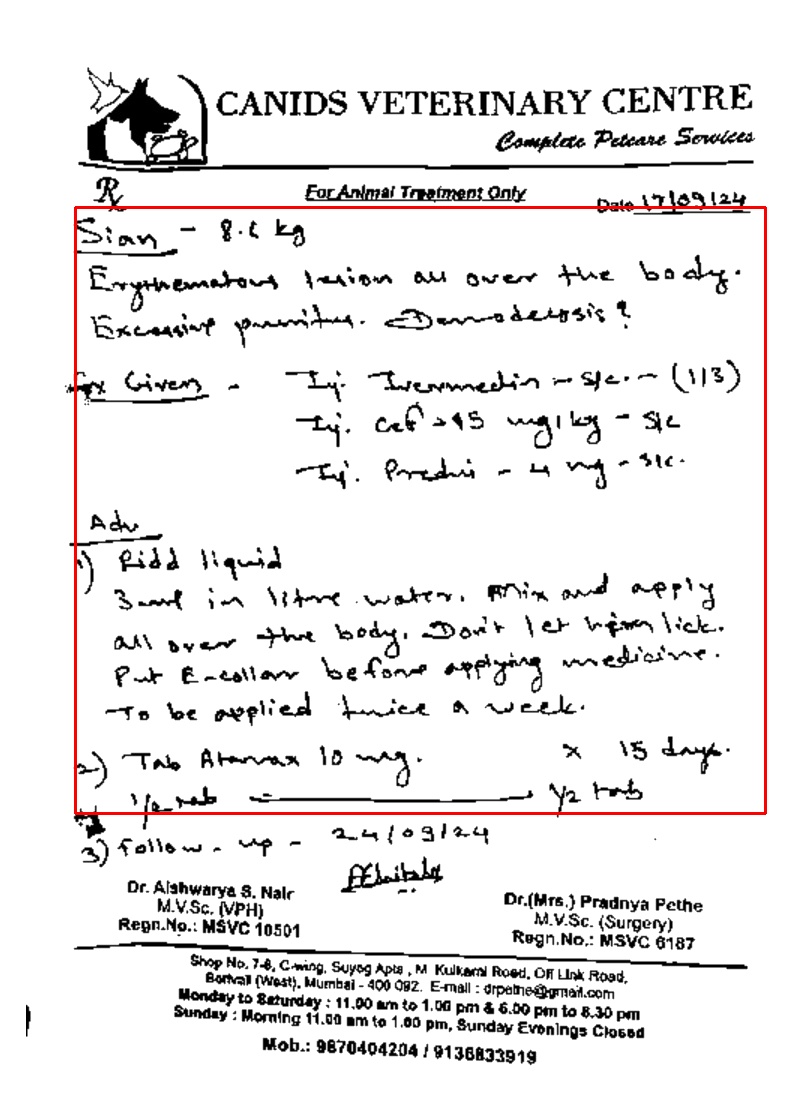 CANIDS VETERINARY CENTRE
Complete Petcare Services
Rx
For Animal Treatment Only
Date 17/09/24
Sian - 8.6 kg
Erythematous lesion all over the body.
Excessive pruritus. Demodecosis?
Given - Inj. Ivermectin - s/c. - (1/3)
Inj. Cef mg/kg - s/c
Inj. Predni - 4 mg - s/c.
Adv
1) Ridd liquid
3 ml in litre water. Mix and apply
all over the body. Don't let him lick.
Put E-collar before applying medicine.
To be applied twice a week.
2) Tab Atarax 10 mg. x 15 days.
1/2 tab ———— 1/2 tab
3) Follow-up - 24/09/24
Dr. Aishwarya S. Nair
M.V.Sc. (VPH)
Regn.No.: MSVC 10501
Dr.(Mrs.) Pradnya Pethe
M.V.Sc. (Surgery)
Regn.No.: MSVC 6187
Shop No. 7-8, C-wing, Suyog Apts , M. Kulkarni Road, Off Link Road,
Borivali (West), Mumbai - 400 092. E-mail : drpethe@gmail.com
Monday to Saturday : 11.00 am to 1.00 pm & 6.00 pm to 8.30 pm
Sunday : Morning 11.00 am to 1.00 pm, Sunday Evenings Closed
Mob.: 9870404204 / 9136833919